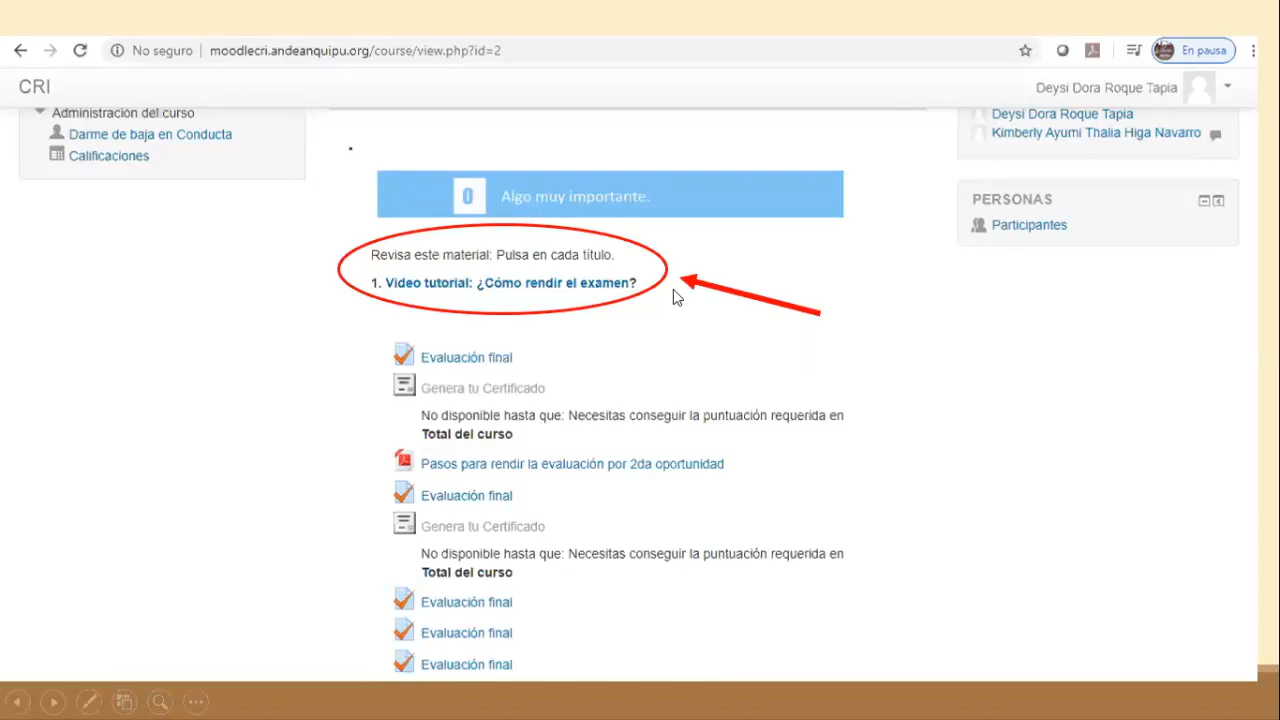 No seguro | moodlecri.andeanquipu.org/course/view.php?id=2
En pausa
CRI
Deysi Dora Roque Tapia
Administración del curso
Darme de baja en Conducta
Calificaciones
.
0 Algo muy importante.
Revisa este material: Pulsa en cada título.
1. Video tutorial: ¿Cómo rendir el examen?
Evaluación final
Genera tu Certificado
No disponible hasta que: Necesitas conseguir la puntuación requerida en
Total del curso
Pasos para rendir la evaluación por 2da oportunidad
Evaluación final
Genera tu Certificado
No disponible hasta que: Necesitas conseguir la puntuación requerida en
Total del curso
Evaluación final
Evaluación final
Evaluación final
Deysi Dora Roque Tapia
Kimberly Ayumi Thalia Higa Navarro
PERSONAS
Participantes